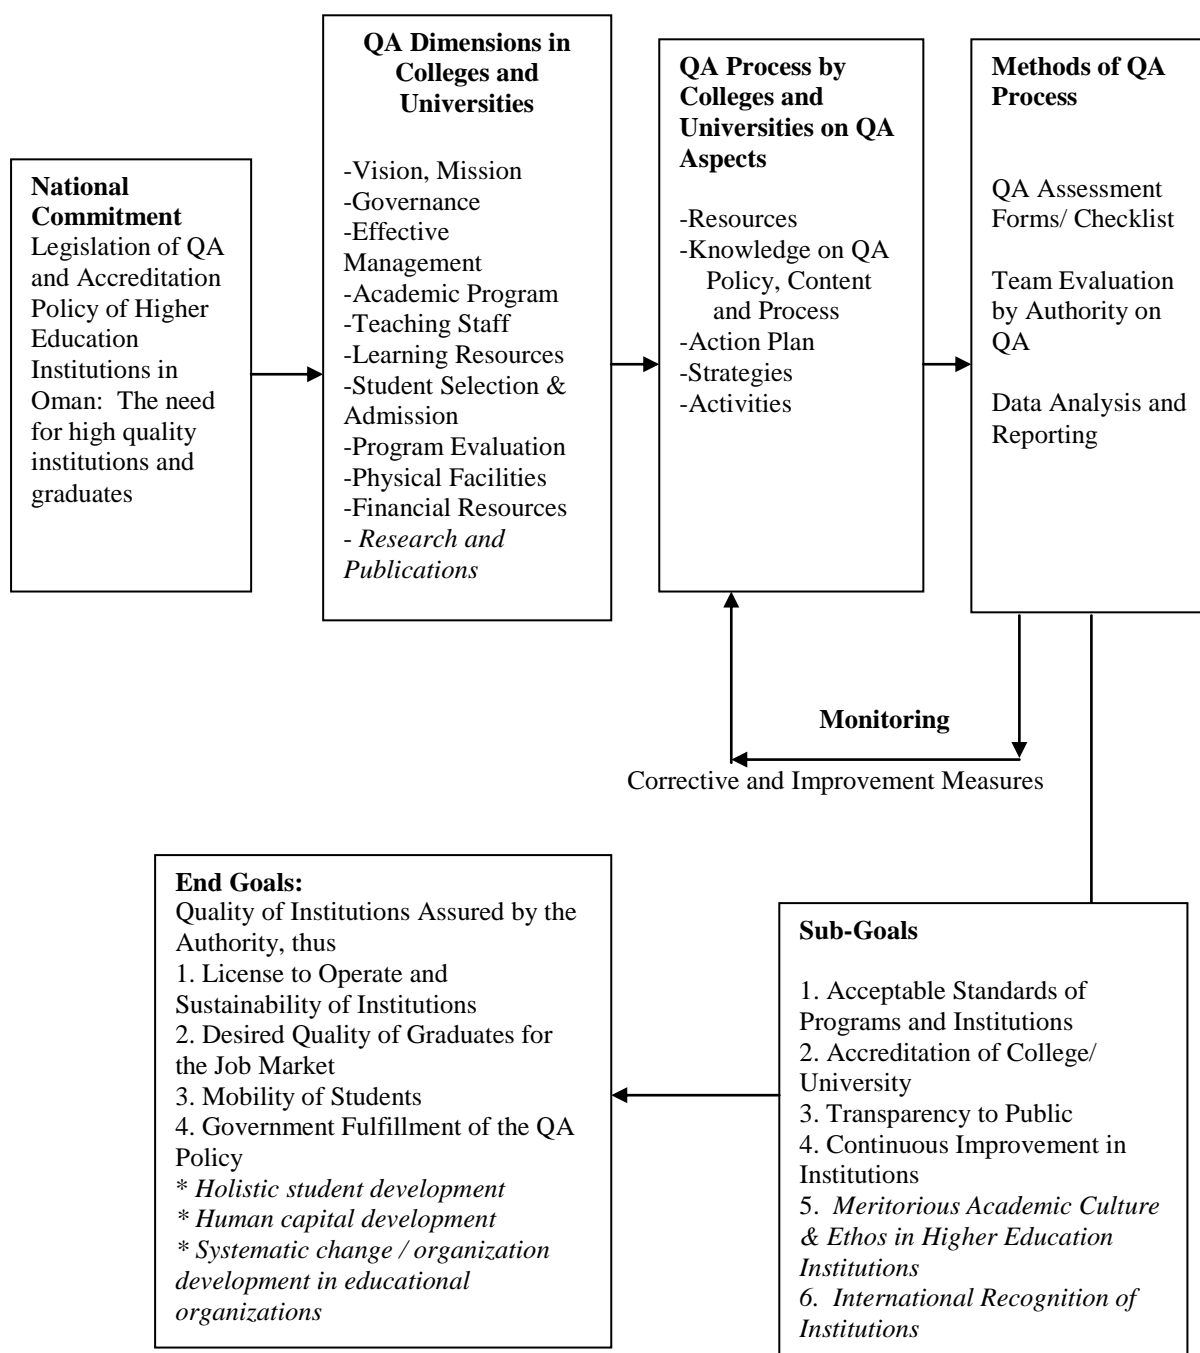 National
Commitment
Legislation of QA
and Accreditation
Policy of Higher
Education
Institutions in
Oman:  The need
for high quality
institutions and
graduates
QA Dimensions in
Colleges and
Universities
-Vision, Mission
-Governance
-Effective
Management
-Academic Program
-Teaching Staff
-Learning Resources
-Student Selection &
Admission
-Program Evaluation
-Physical Facilities
-Financial Resources
- Research and
Publications
QA Process by
Colleges and
Universities on QA
Aspects
-Resources
-Knowledge on QA
Policy, Content
and Process
-Action Plan
-Strategies
-Activities
Methods of QA
Process
QA Assessment
Forms/ Checklist
Team Evaluation
by Authority on
QA
Data Analysis and
Reporting
Monitoring
Corrective and Improvement Measures
End Goals:
Quality of Institutions Assured by the
Authority, thus
1. License to Operate and
Sustainability of Institutions
2. Desired Quality of Graduates for
the Job Market
3. Mobility of Students
4. Government Fulfillment of the QA
Policy
* Holistic student development
* Human capital development
* Systematic change / organization
development in educational
organizations
Sub-Goals
1. Acceptable Standards of
Programs and Institutions
2. Accreditation of College/
University
3. Transparency to Public
4. Continuous Improvement in
Institutions
5.  Meritorious Academic Culture
& Ethos in Higher Education
Institutions
6.  International Recognition of
Institutions